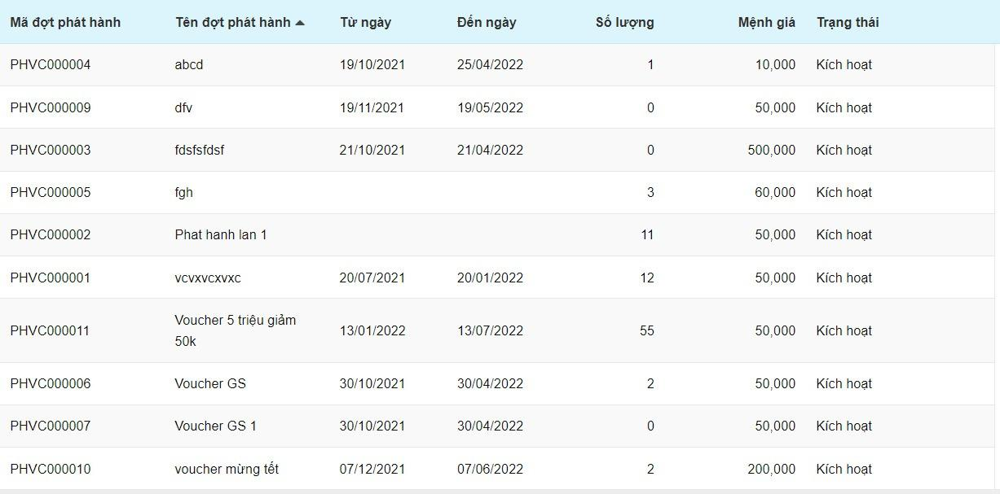 Mã đợt phát hành Tên đợt phát hành Từ ngày Đến ngày Số lượng Mệnh giá Trạng thái
PHVC000004 abcd 19/10/2021 25/04/2022 1 10,000 Kích hoạt
PHVC000009 dfv 19/11/2021 19/05/2022 0 50,000 Kích hoạt
PHVC000003 fdsfsfdsf 21/10/2021 21/04/2022 0 500,000 Kích hoạt
PHVC000005 fgh 3 60,000 Kích hoạt
PHVC000002 Phat hanh lan 1 11 50,000 Kích hoạt
PHVC000001 vcvxvcxvxc 20/07/2021 20/01/2022 12 50,000 Kích hoạt
Voucher 5 triệu giảm
PHVC000011 13/01/2022 13/07/2022 55 50,000 Kích hoạt
50k
PHVC000006 Voucher GS 30/10/2021 30/04/2022 2 50,000 Kích hoạt
PHVC000007 Voucher GS 1 30/10/2021 30/04/2022 0 50,000 Kích hoạt
PHVC000010 voucher mừng tết 07/12/2021 07/06/2022 2 200,000 Kích hoạt